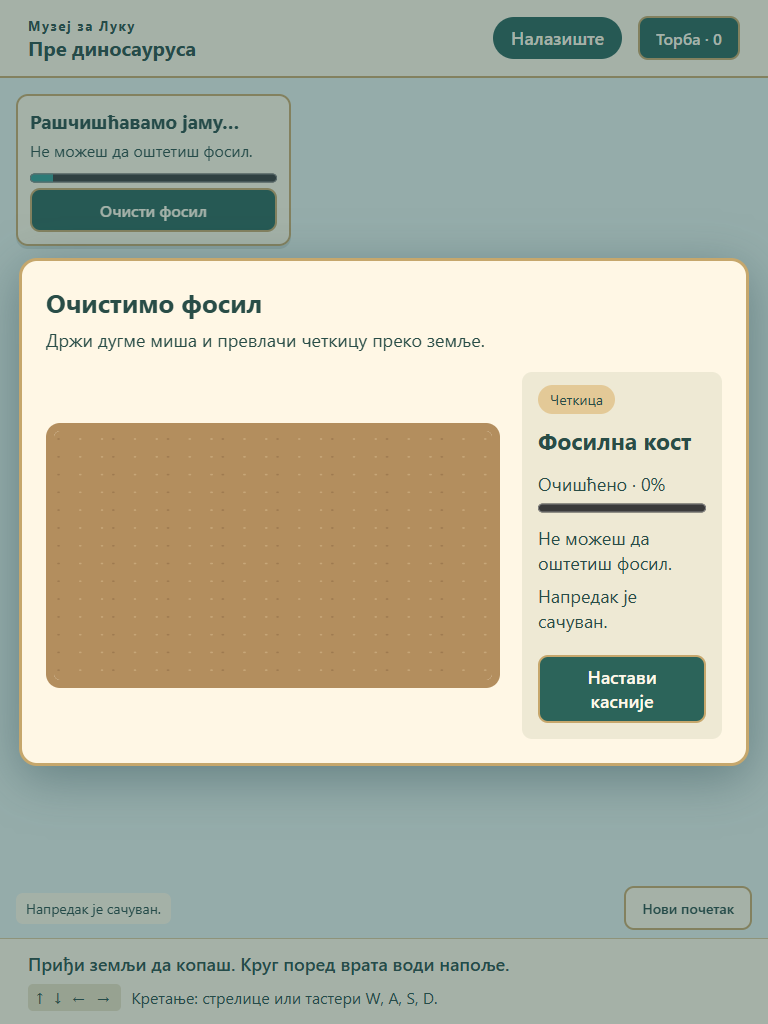 Музеј за Луку
Пре диносауруса
Налазиште
Торба · 0
Рашчишћавамо јаму...
Не можеш да оштетиш фосил.
Очисти фосил
Очистимо фосил
Држи дугме миша и превлачи четкицу преко земље.
Четкица
Фосилна кост
Очишћено · 0%
Не можеш да
оштетиш фосил.
Напредак је
сачуван.
Настави
касније
Напредак је сачуван.
Нови почетак
Приђи земљи да копаш. Круг поред врата води напоље.
↑ ↓ ← → Кретање: стрелице или тастери W, A, S, D.